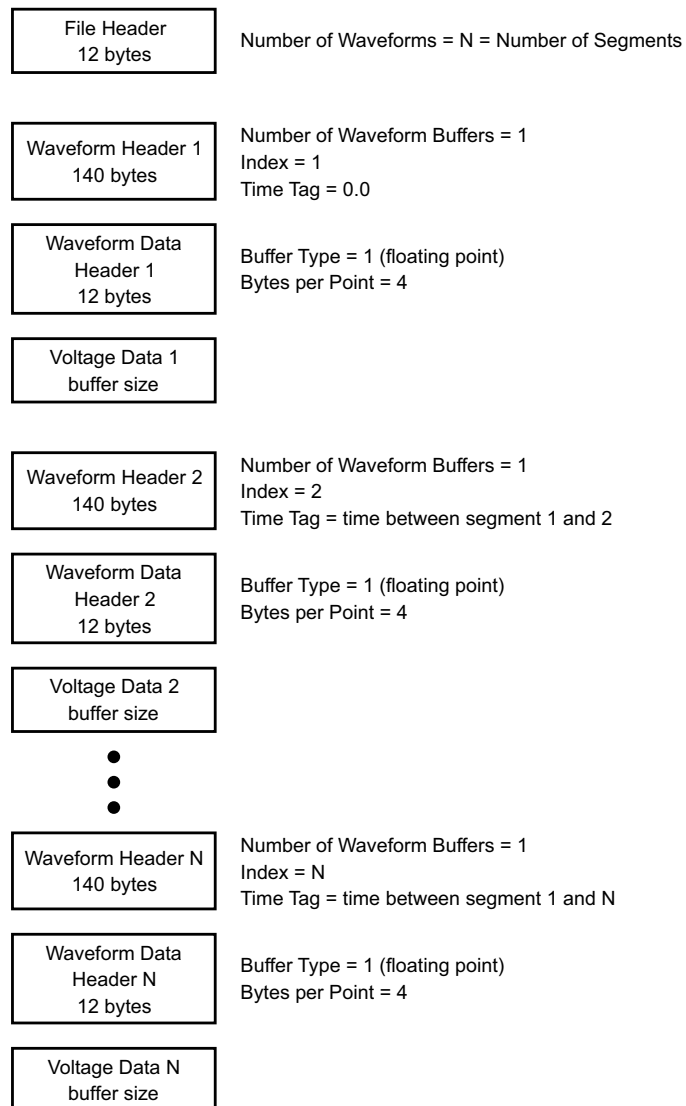 File Header
12 bytes
Number of Waveforms = N = Number of Segments
Waveform Header 1
140 bytes
Number of Waveform Buffers = 1
Index = 1
Time Tag = 0.0
Waveform Data
Header 1
12 bytes
Buffer Type = 1 (floating point)
Bytes per Point = 4
Voltage Data 1
buffer size
Waveform Header 2
140 bytes
Number of Waveform Buffers = 1
Index = 2
Time Tag = time between segment 1 and 2
Waveform Data
Header 2
12 bytes
Buffer Type = 1 (floating point)
Bytes per Point = 4
Voltage Data 2
buffer size
Waveform Header N
140 bytes
Number of Waveform Buffers = 1
Index = N
Time Tag = time between segment 1 and N
Waveform Data
Header N
12 bytes
Buffer Type = 1 (floating point)
Bytes per Point = 4
Voltage Data N
buffer size